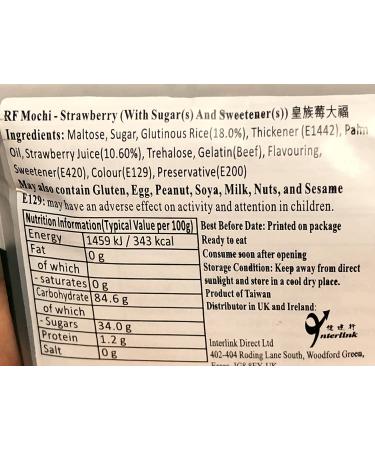 RF Mochi - Strawberry (With Sugar(s) And Sweetener(s)) 皇族莓大福
Ingredients: Maltose, Sugar, Glutinous Rice(18.0%), Thickener (E1442), Palm
Oil, Strawberry Juice(10.60%), Trehalose, Gelatin(Beef), Flavouring,
Sweetener(E420), Colour(E129), Preservative(E200)
May also contain Gluten, Egg, Peanut, Soya, Milk, Nuts, and Sesame
E129: may have an adverse effect on activity and attention in children.
Nutrition Information(Typical Value per 100g)
Energy 1459 kJ / 343 kcal
Fat 0 g
of which
- saturates 0 g
Carbohydrate 84.6 g
of which
- Sugars 34.0 g
Protein 1.2 g
Salt 0 g
Best Before Date: Printed on package
Ready to eat
Consume soon after opening
Storage Condition: Keep away from direct
sunlight and store in a cool dry place.
Product of Taiwan
Distributor in UK and Ireland:
Interlink
Interlink Direct Ltd
402-404 Roding Lane South, Woodford Green,